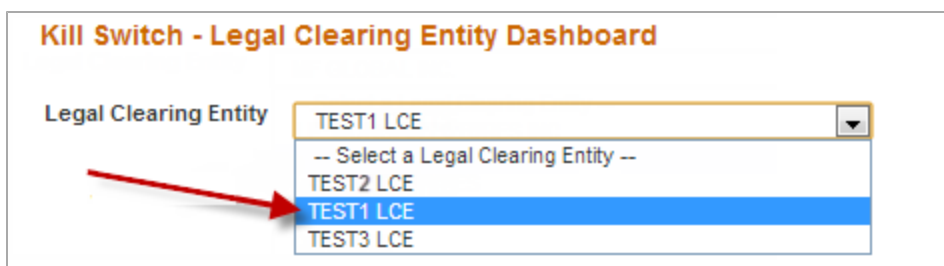 Kill Switch - Legal Clearing Entity Dashboard
Legal Clearing Entity TEST1 LCE
-- Select a Legal Clearing Entity --
TEST2 LCE
TEST1 LCE
TEST3 LCE